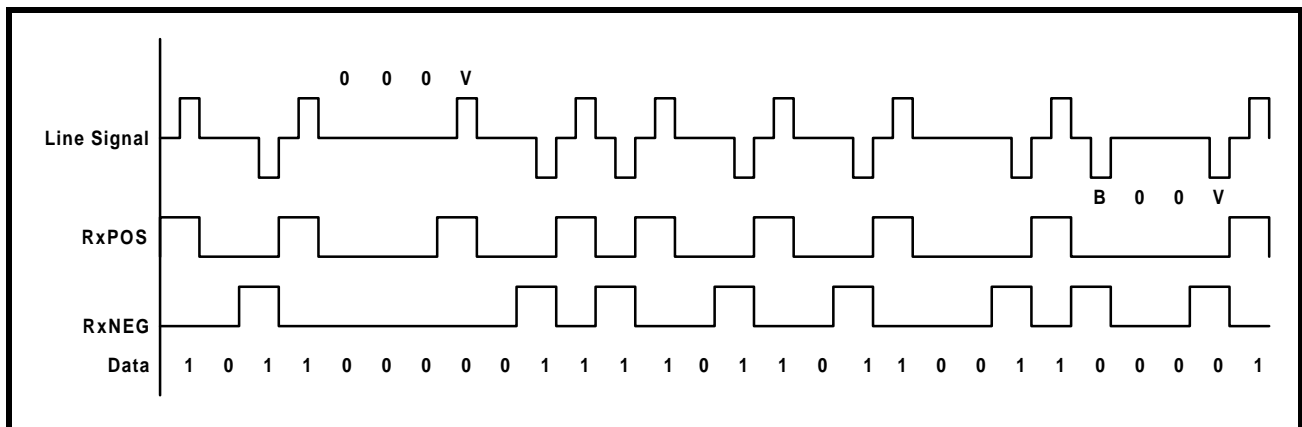 0 0 0 V
Line Signal
B 0 0 V
RxPOS
RxNEG
Data 1 0 1 1 0 0 0 0 0 1 1 1 1 0 1 1 0 1 1 0 0 1 1 0 0 0 0 1